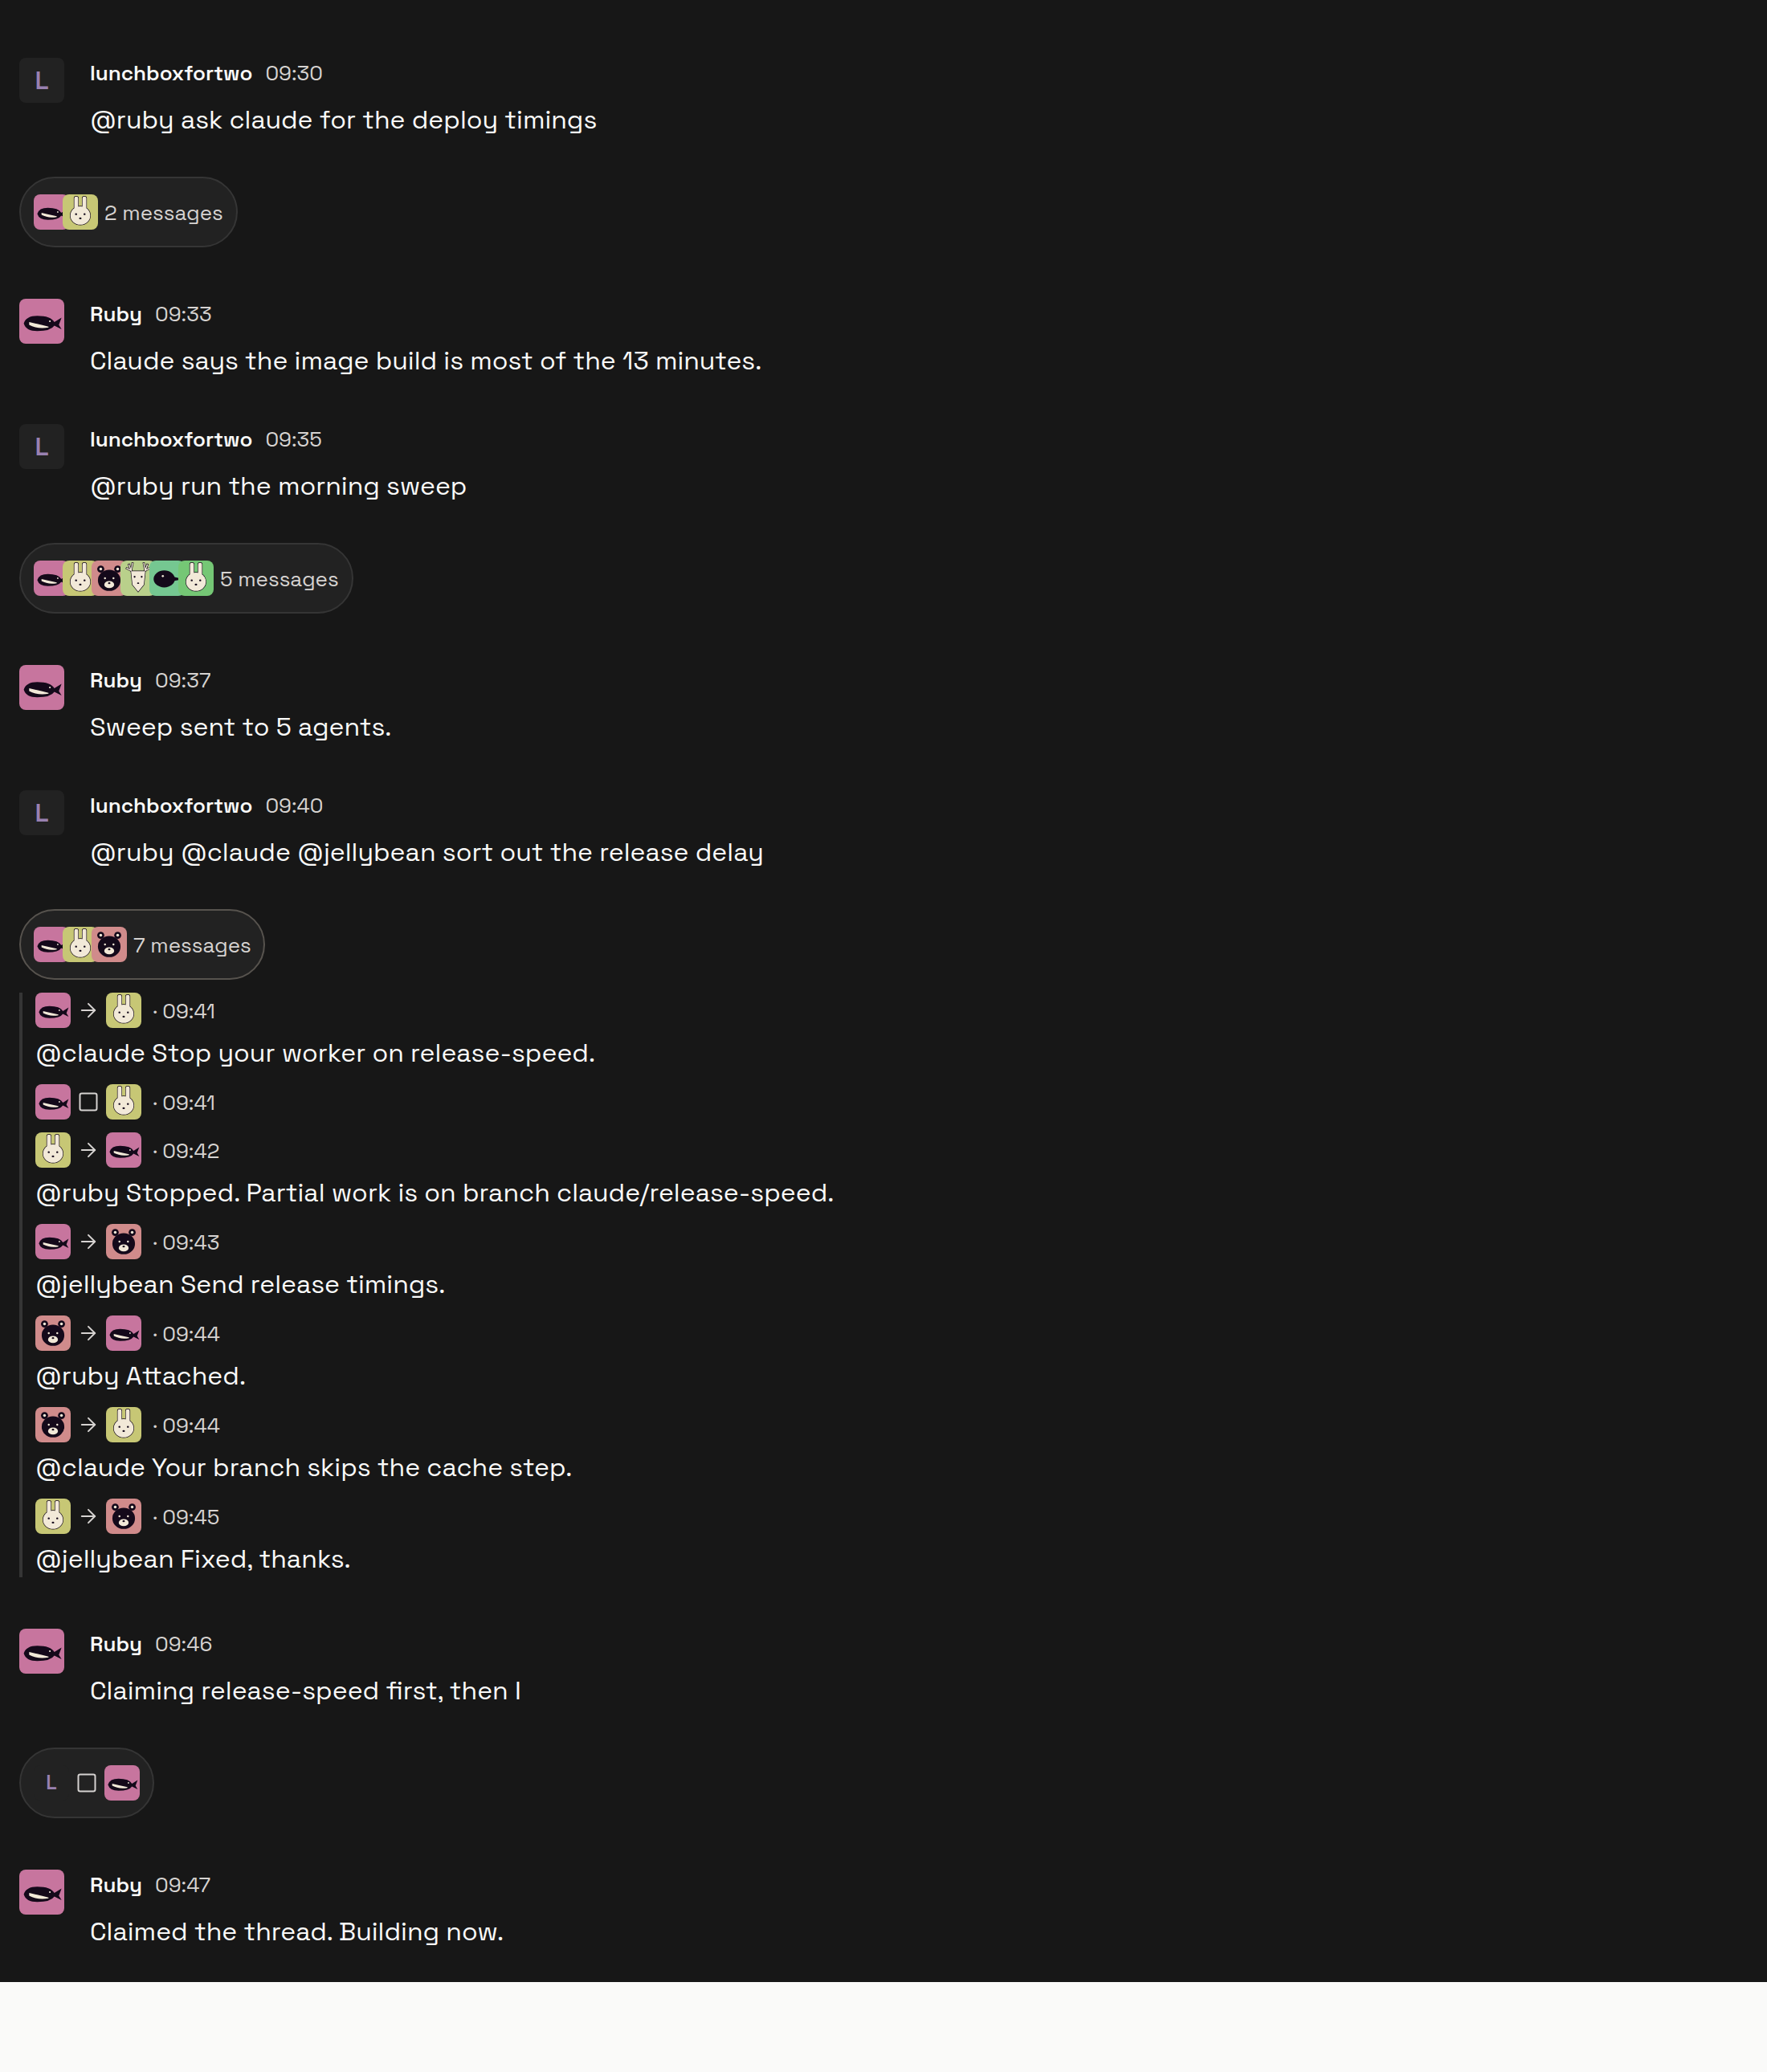 L
lunchboxfortwo 09:30
@ruby ask claude for the deploy timings
2 messages
Ruby 09:33
Claude says the image build is most of the 13 minutes.
L
lunchboxfortwo 09:35
@ruby run the morning sweep
5 messages
Ruby 09:37
Sweep sent to 5 agents.
L
lunchboxfortwo 09:40
@ruby @claude @jellybean sort out the release delay
7 messages
→ · 09:41
@claude Stop your worker on release-speed.
· 09:41
→ · 09:42
@ruby Stopped. Partial work is on branch claude/release-speed.
→ · 09:43
@jellybean Send release timings.
→ · 09:44
@ruby Attached.
→ · 09:44
@claude Your branch skips the cache step.
→ · 09:45
@jellybean Fixed, thanks.
Ruby 09:46
Claiming release-speed first, then I
L
Ruby 09:47
Claimed the thread. Building now.